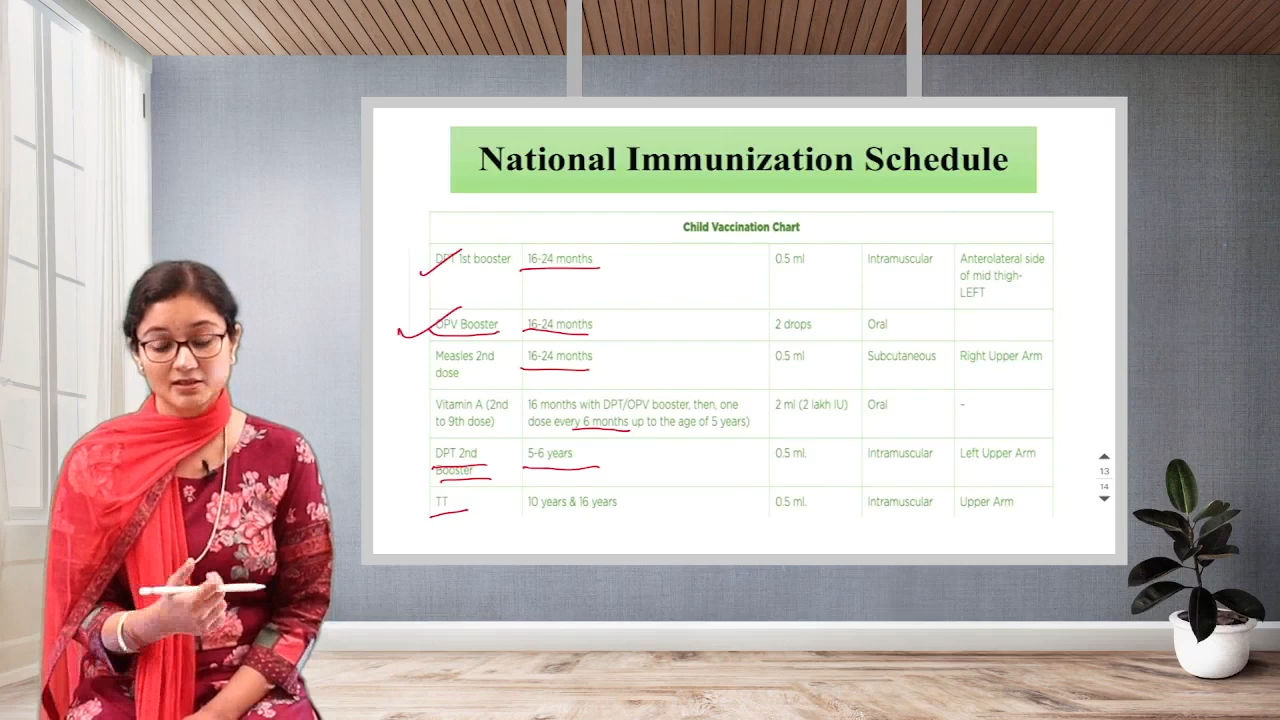 National Immunization Schedule
Child Vaccination Chart
DPT 1st booster 16-24 months 0.5 ml Intramuscular Anterolateral side
of mid thigh-
LEFT
OPV Booster 16-24 months 2 drops Oral
Measles 2nd 16-24 months 0.5 ml Subcutaneous Right Upper Arm
dose
Vitamin A (2nd 16 months with DPT/OPV booster, then, one 2 ml (2 lakh IU) Oral -
to 9th dose) dose every 6 months up to the age of 5 years)
DPT 2nd 5-6 years 0.5 ml. Intramuscular Left Upper Arm
Booster
TT 10 years & 16 years 0.5 ml. Intramuscular Upper Arm
13
14